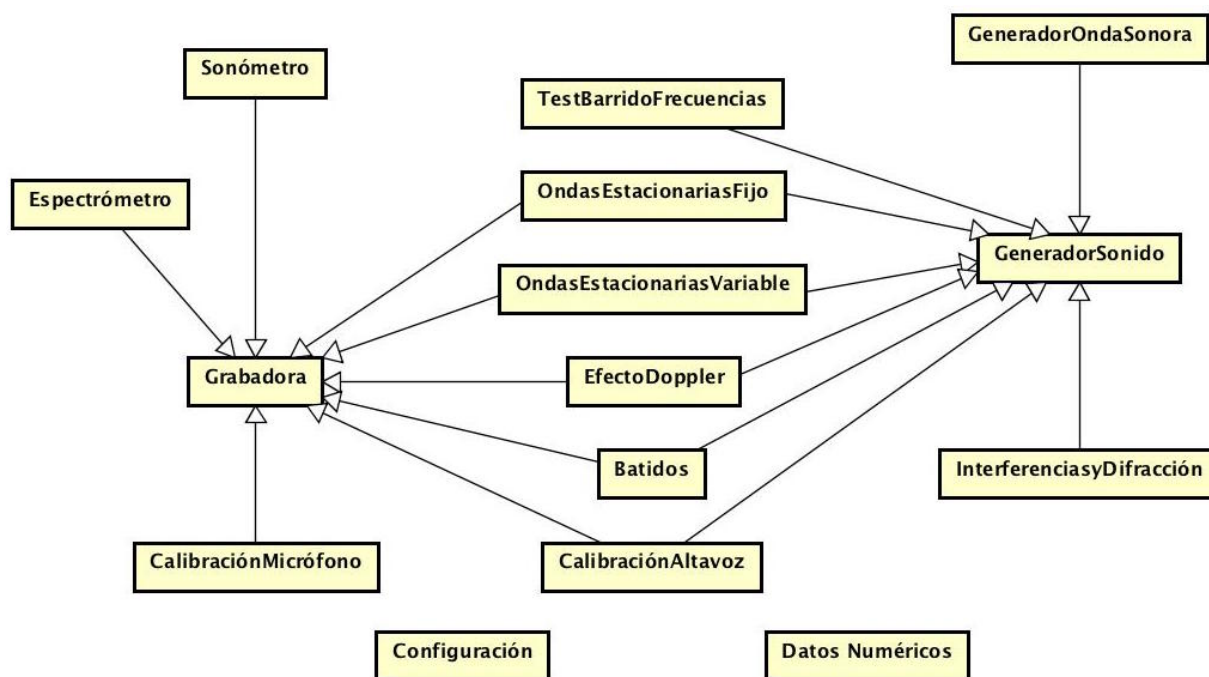 GeneradorOndaSonora
Sonómetro
TestBarridoFrecuencias
Espectrómetro
OndasEstacionariasFijo
GeneradorSonido
OndasEstacionariasVariable
Grabadora
EfectoDoppler
Batidos
InterferenciasyDifracción
CalibraciónMicrófono
CalibraciónAltavoz
Configuración
Datos Numéricos